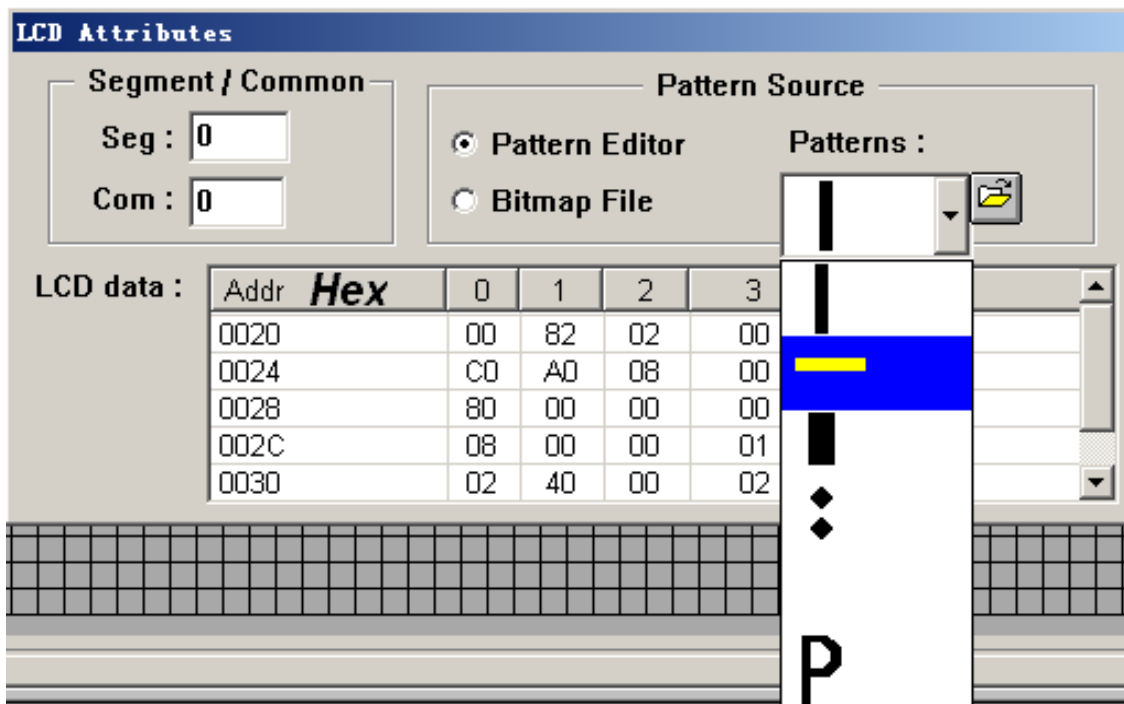 LCD Attributes
Segment / Common
Pattern Source
Seg : 0
Pattern Editor
Patterns :
Com : 0
Bitmap File
LCD data :
Addr Hex 0 1 2 3
0020 00 82 02 00
0024 C0 A0 08 00
0028 80 00 00 00
002C 08 00 00 01
0030 02 40 00 02
P